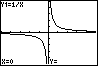 Y1=1/X
X=0 Y=